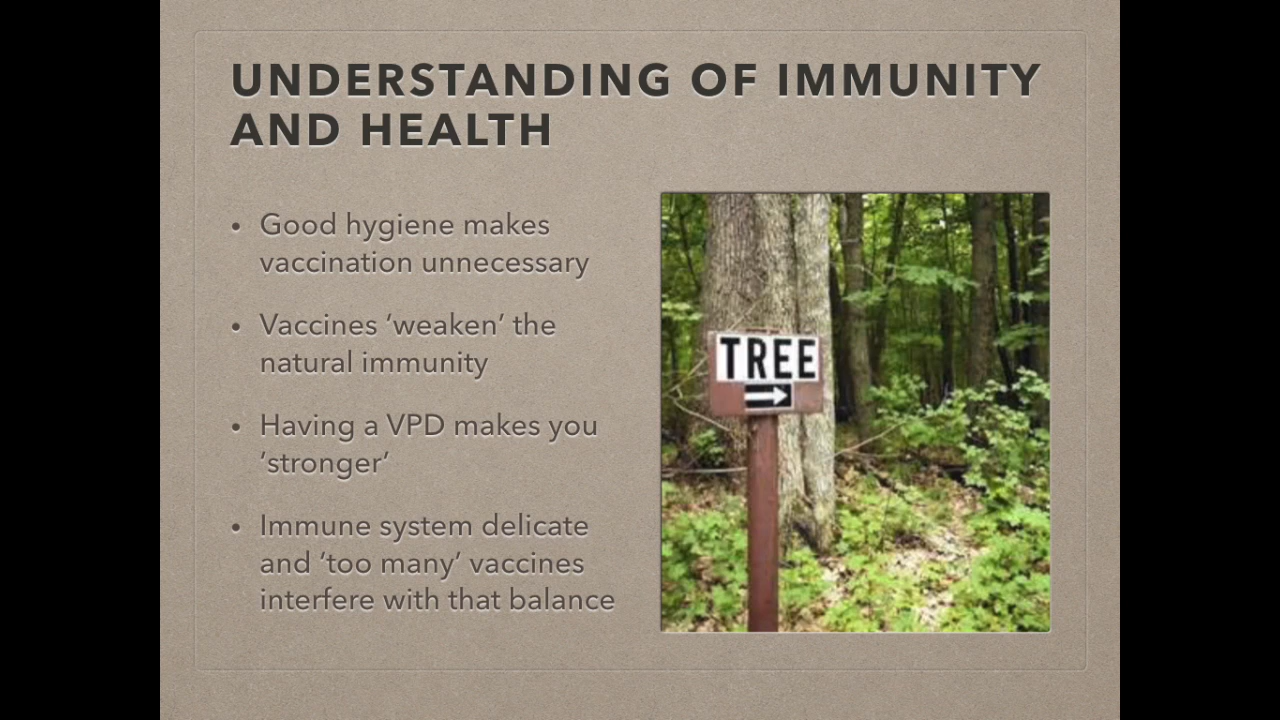 UNDERSTANDING OF IMMUNITY
AND HEALTH
• Good hygiene makes
vaccination unnecessary
• Vaccines ‘weaken’ the
natural immunity
• Having a VPD makes you
‘stronger’
• Immune system delicate
and ‘too many’ vaccines
interfere with that balance
TREE